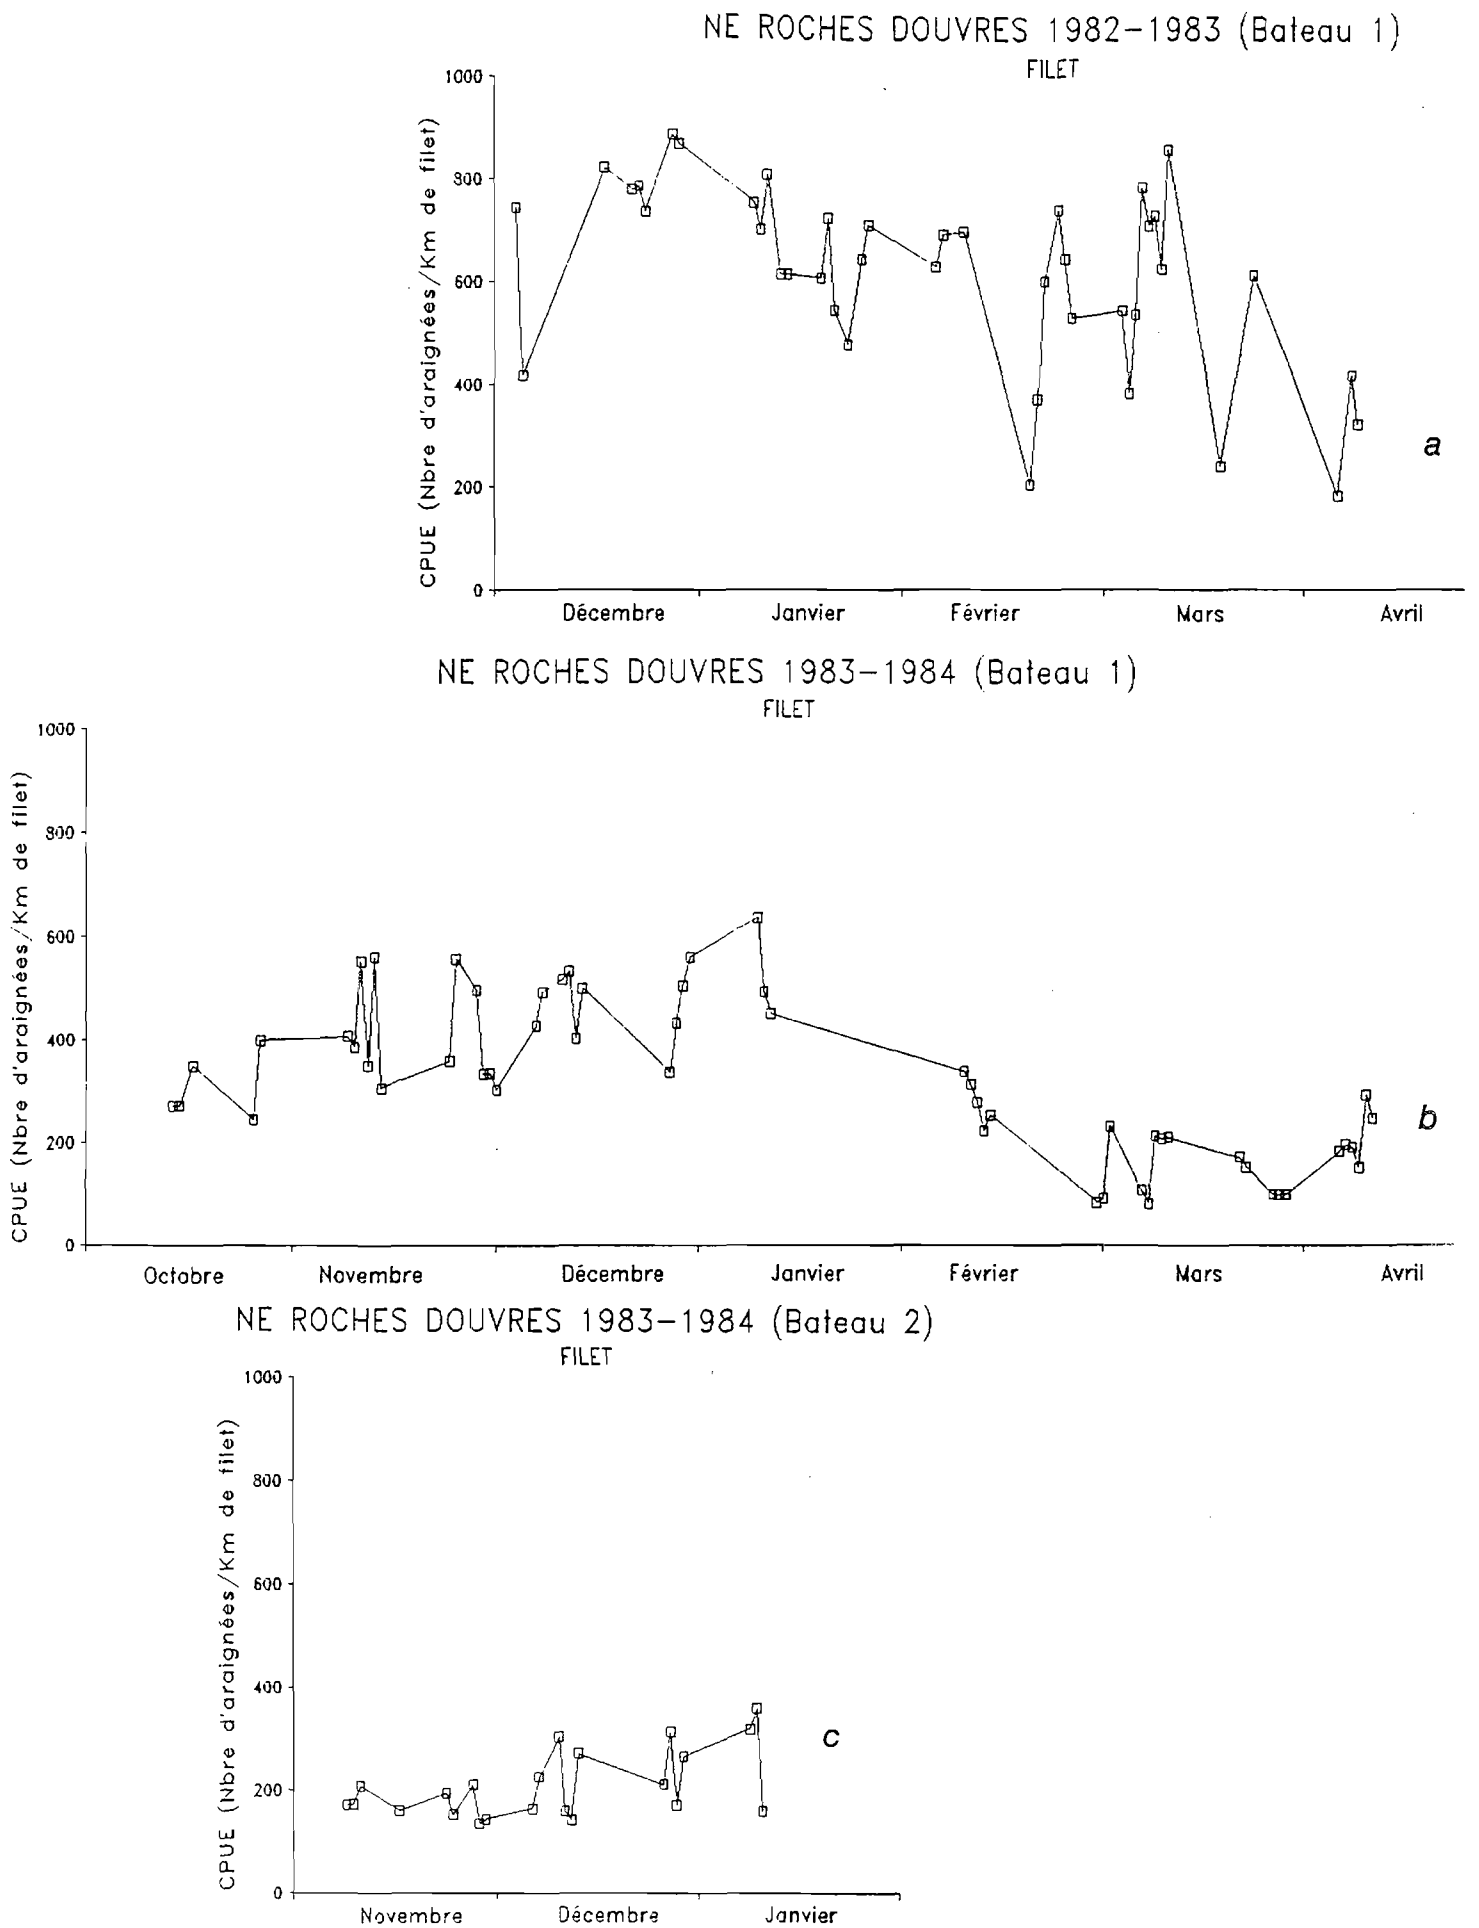 NE ROCHES DOUVRES 1982-1983 (Bateau 1)
FILET
CPUE (Nbre d'araignées/Km de filet)
1000
800
600
400
200
0
Décembre Janvier Février Mars Avril
a
NE ROCHES DOUVRES 1983-1984 (Bateau 1)
FILET
CPUE (Nbre d'araignées/Km de filet)
1000
800
600
400
200
0
Octobre Novembre Décembre Janvier Février Mars Avril
b
NE ROCHES DOUVRES 1983-1984 (Bateau 2)
FILET
CPUE (Nbre d'araignées/Km de filet)
1000
800
600
400
200
0
Novembre Décembre Janvier
c